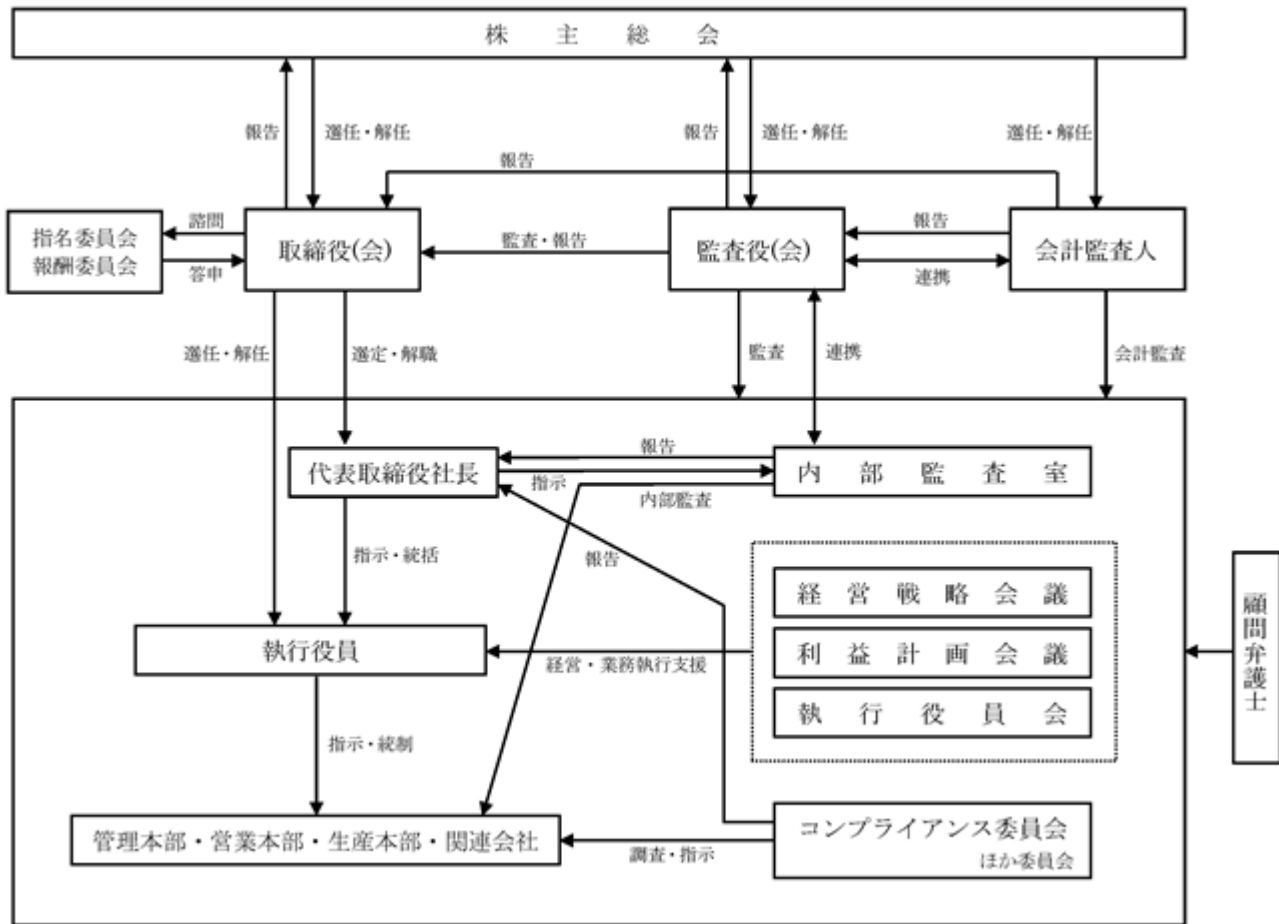 株主総会
報告
選任・解任
報告
選任・解任
選任・解任
報告
指名委員会
報酬委員会
諮問
答申
取締役(会)
監査・報告
監査役(会)
報告
連携
会計監査人
選任・解任
選定・解職
監査
連携
会計監査
代表取締役社長
報告
指示
内部監査
内部監査室
指示・統括
報告
経営戦略会議
利益計画会議
執行役員会
顧問弁護士
執行役員
経営・業務執行支援
指示・統制
管理本部・営業本部・生産本部・関連会社
調査・指示
コンプライアンス委員会
ほか委員会